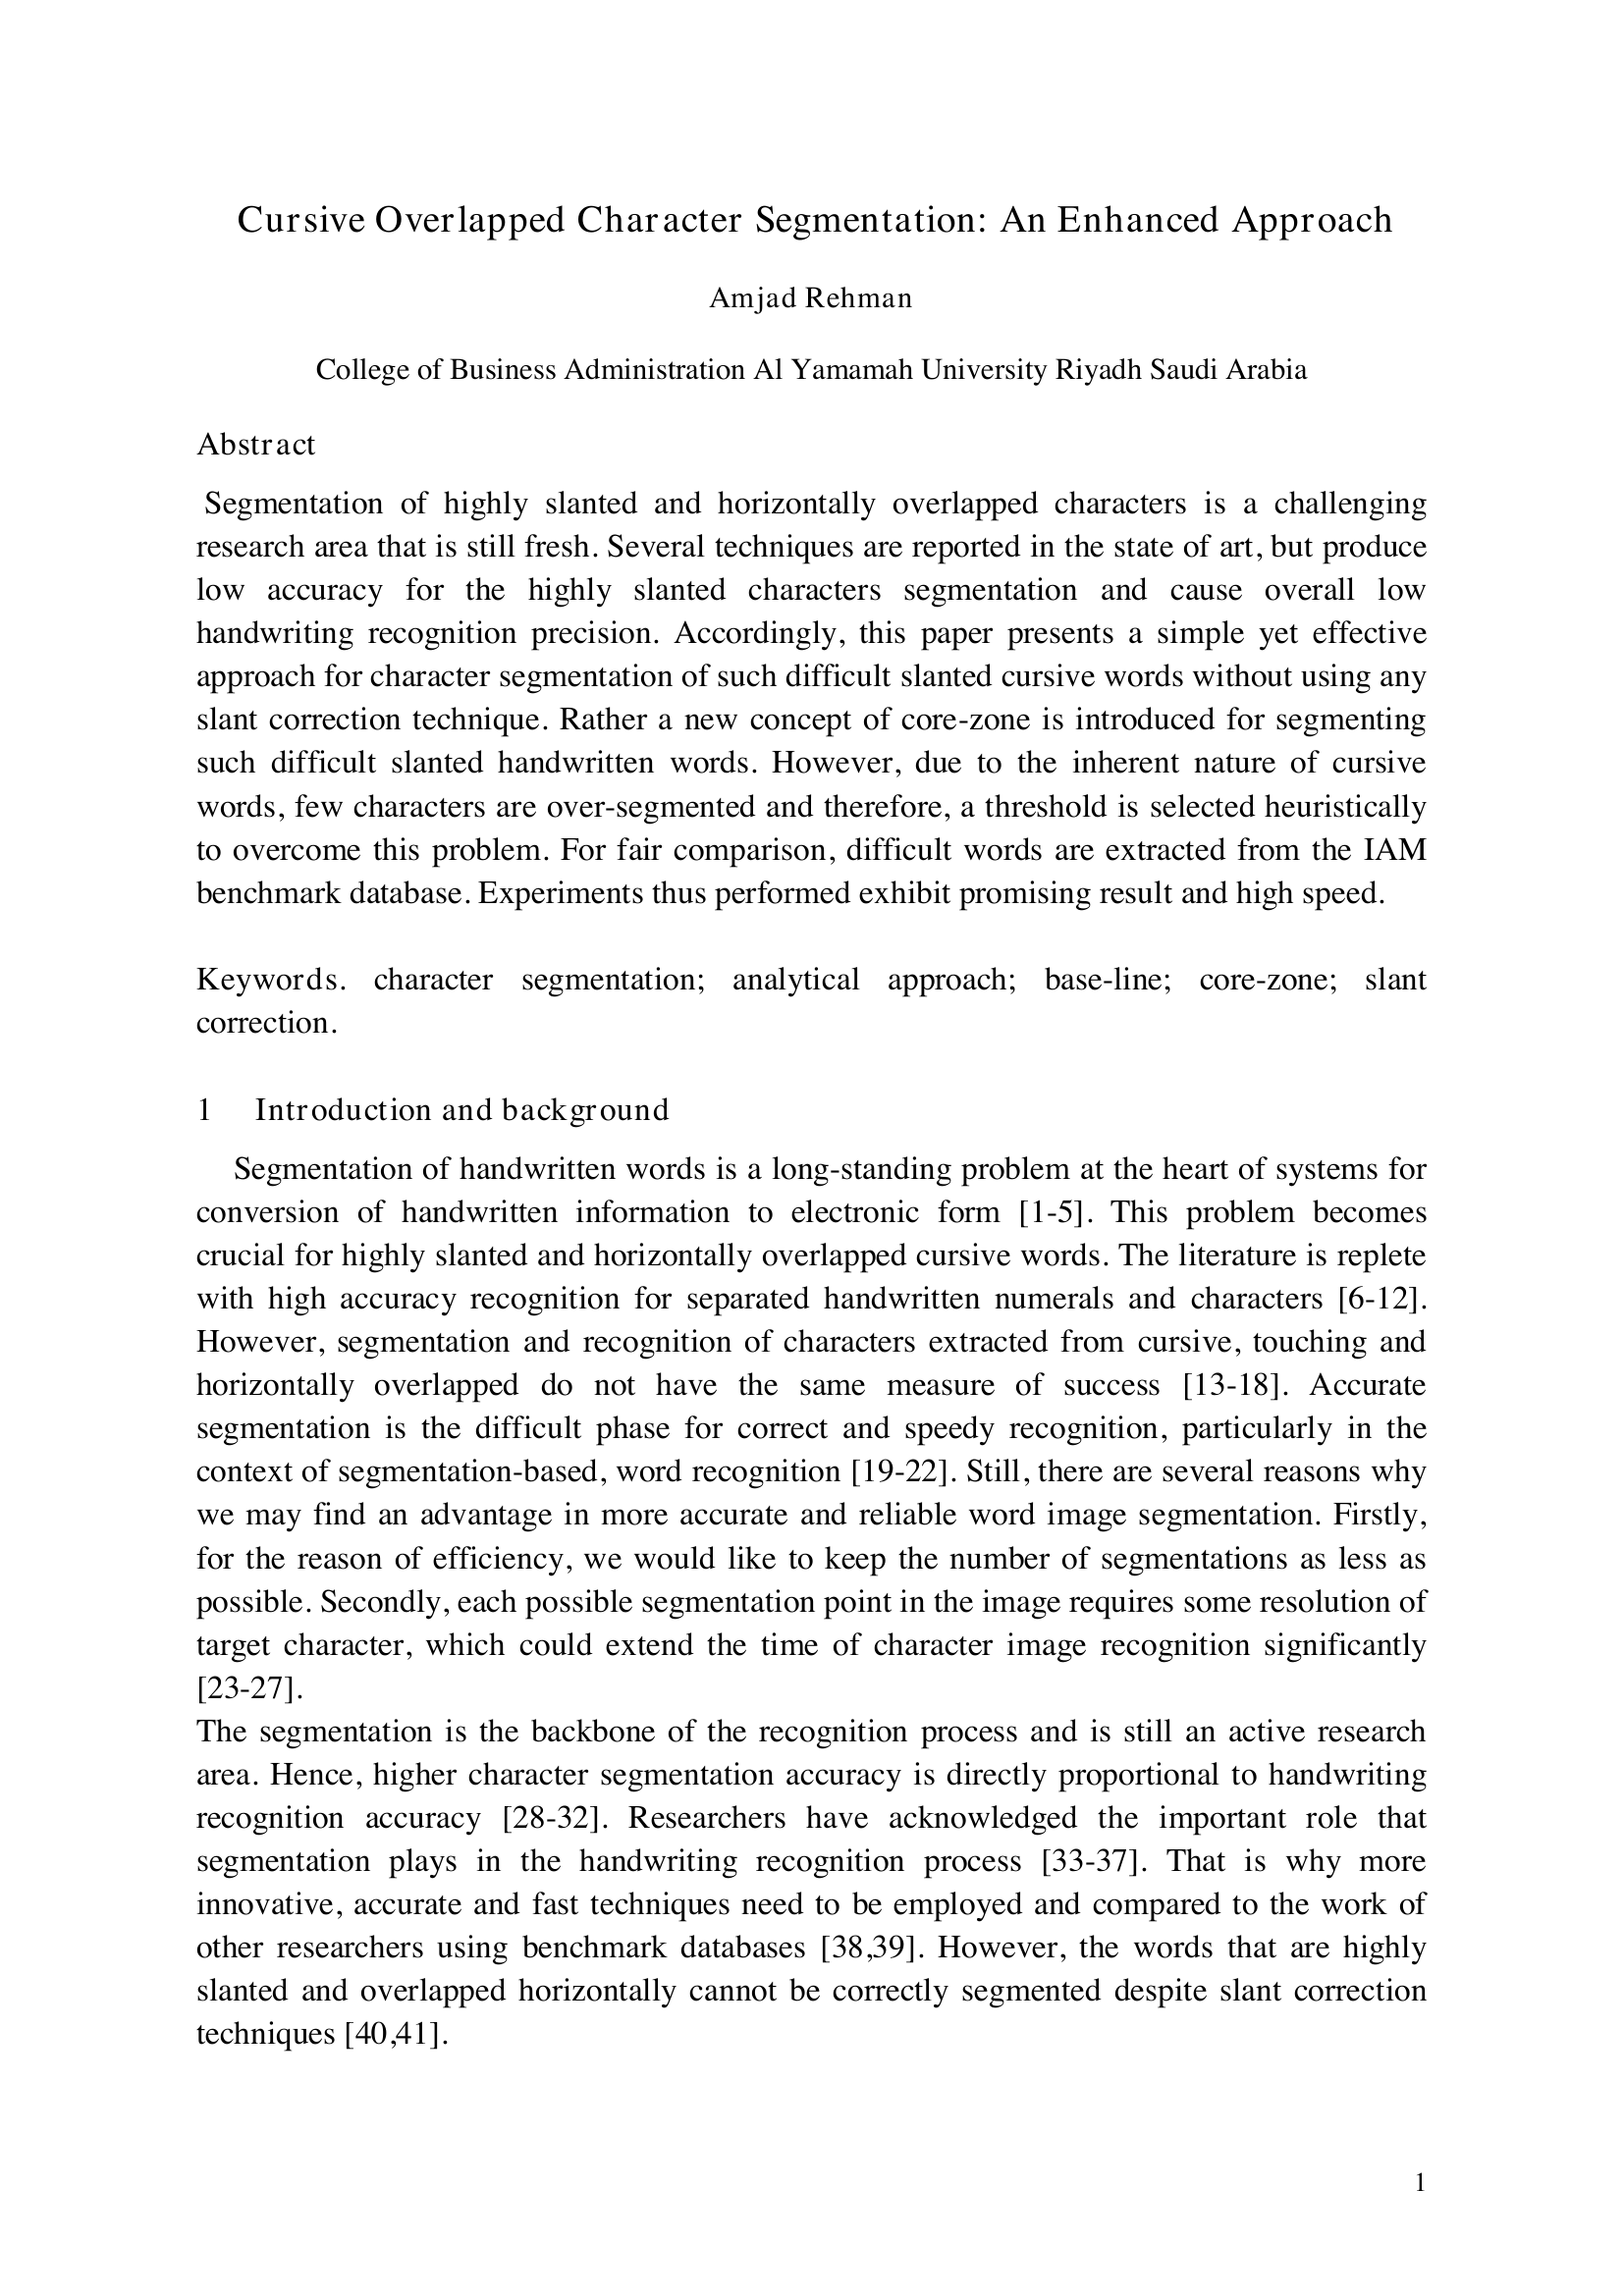 Cursive Overlapped Character Segmentation: An Enhanced Approach
Amjad Rehman
College of Business Administration Al Yamamah University Riyadh Saudi Arabia
Abstract
Segmentation of highly slanted and horizontally overlapped characters is a challenging
research area that is still fresh. Several techniques are reported in the state of art, but produce
low accuracy for the highly slanted characters segmentation and cause overall low
handwriting recognition precision. Accordingly, this paper presents a simple yet effective
approach for character segmentation of such difficult slanted cursive words without using any
slant correction technique. Rather a new concept of core-zone is introduced for segmenting
such difficult slanted handwritten words. However, due to the inherent nature of cursive
words, few characters are over-segmented and therefore, a threshold is selected heuristically
to overcome this problem. For fair comparison, difficult words are extracted from the IAM
benchmark database. Experiments thus performed exhibit promising result and high speed.
Keywords. character segmentation; analytical approach; base-line; core-zone; slant
correction.
1 Introduction and background
Segmentation of handwritten words is a long-standing problem at the heart of systems for
conversion of handwritten information to electronic form [1-5]. This problem becomes
crucial for highly slanted and horizontally overlapped cursive words. The literature is replete
with high accuracy recognition for separated handwritten numerals and characters [6-12].
However, segmentation and recognition of characters extracted from cursive, touching and
horizontally overlapped do not have the same measure of success [13-18]. Accurate
segmentation is the difficult phase for correct and speedy recognition, particularly in the
context of segmentation-based, word recognition [19-22]. Still, there are several reasons why
we may find an advantage in more accurate and reliable word image segmentation. Firstly,
for the reason of efficiency, we would like to keep the number of segmentations as less as
possible. Secondly, each possible segmentation point in the image requires some resolution of
target character, which could extend the time of character image recognition significantly
[23-27].
The segmentation is the backbone of the recognition process and is still an active research
area. Hence, higher character segmentation accuracy is directly proportional to handwriting
recognition accuracy [28-32]. Researchers have acknowledged the important role that
segmentation plays in the handwriting recognition process [33-37]. That is why more
innovative, accurate and fast techniques need to be employed and compared to the work of
other researchers using benchmark databases [38,39]. However, the words that are highly
slanted and overlapped horizontally cannot be correctly segmented despite slant correction
techniques [40,41].
1